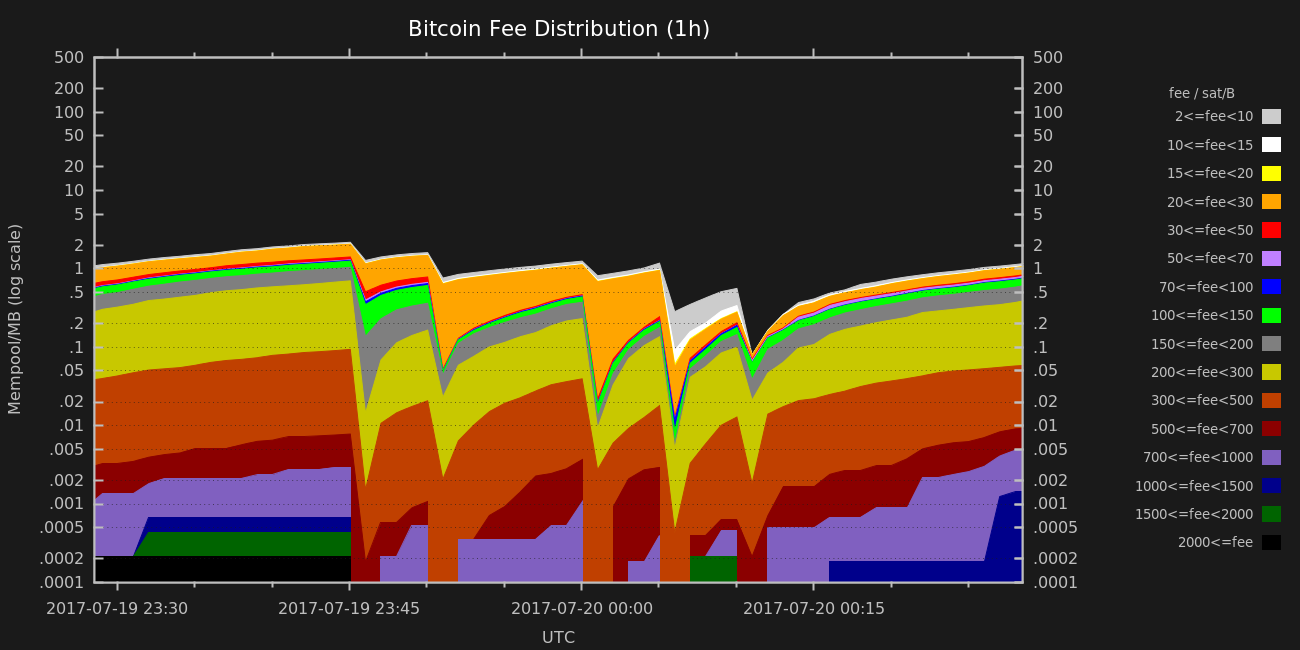 Bitcoin Fee Distribution (1h)
500 500
200 200
100 100
50 50
20 20
10 10
5 5
2 2
1 1
.5 .5
.2 .2
.1 .1
.05 .05
.02 .02
.01 .01
.005 .005
.002 .002
.001 .001
.0005 .0005
.0002 .0002
.0001 .0001
Mempool/MB (log scale)
2017-07-19 23:30 2017-07-19 23:45 2017-07-20 00:00 2017-07-20 00:15
UTC
fee / sat/B
2<=fee<10
10<=fee<15
15<=fee<20
20<=fee<30
30<=fee<50
50<=fee<70
70<=fee<100
100<=fee<150
150<=fee<200
200<=fee<300
300<=fee<500
500<=fee<700
700<=fee<1000
1000<=fee<1500
1500<=fee<2000
2000<=fee